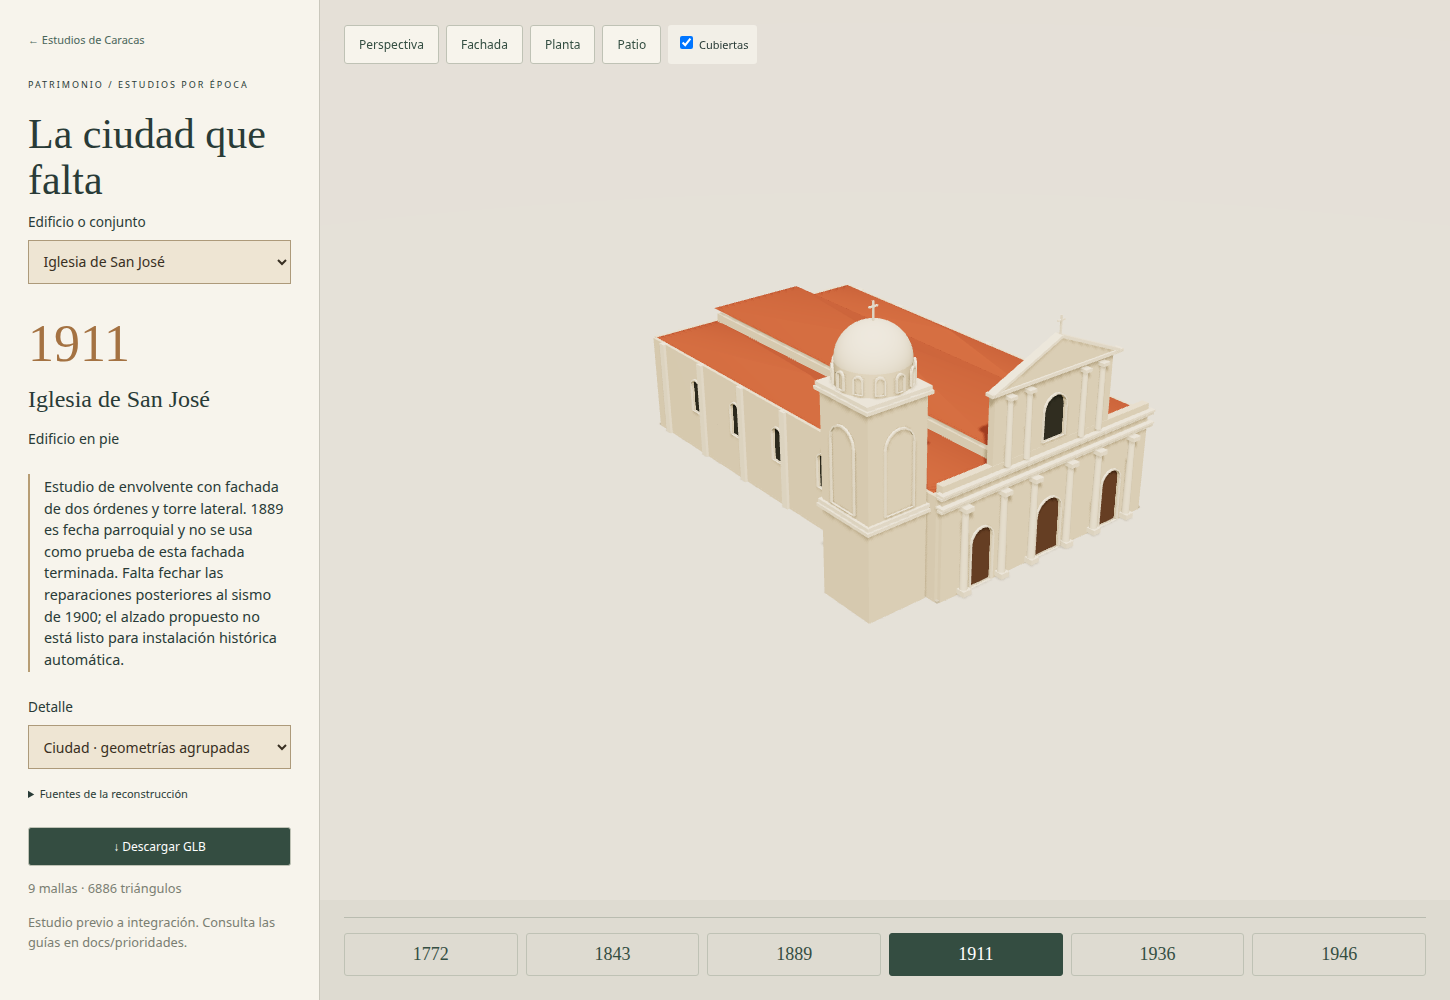 ← Estudios de Caracas
PATRIMONIO / ESTUDIOS POR ÉPOCA
La ciudad que
falta
Edificio o conjunto
Iglesia de San José
1911
Iglesia de San José
Edificio en pie
Estudio de envolvente con fachada
de dos órdenes y torre lateral. 1889
es fecha parroquial y no se usa
como prueba de esta fachada
terminada. Falta fechar las
reparaciones posteriores al sismo
de 1900; el alzado propuesto no
está listo para instalación histórica
automática.
Detalle
Ciudad · geometrías agrupadas
▶ Fuentes de la reconstrucción
↓ Descargar GLB
9 mallas · 6886 triángulos
Estudio previo a integración. Consulta las
guías en docs/prioridades.
Perspectiva Fachada Planta Patio Cubiertas
1772 1843 1889 1911 1936 1946